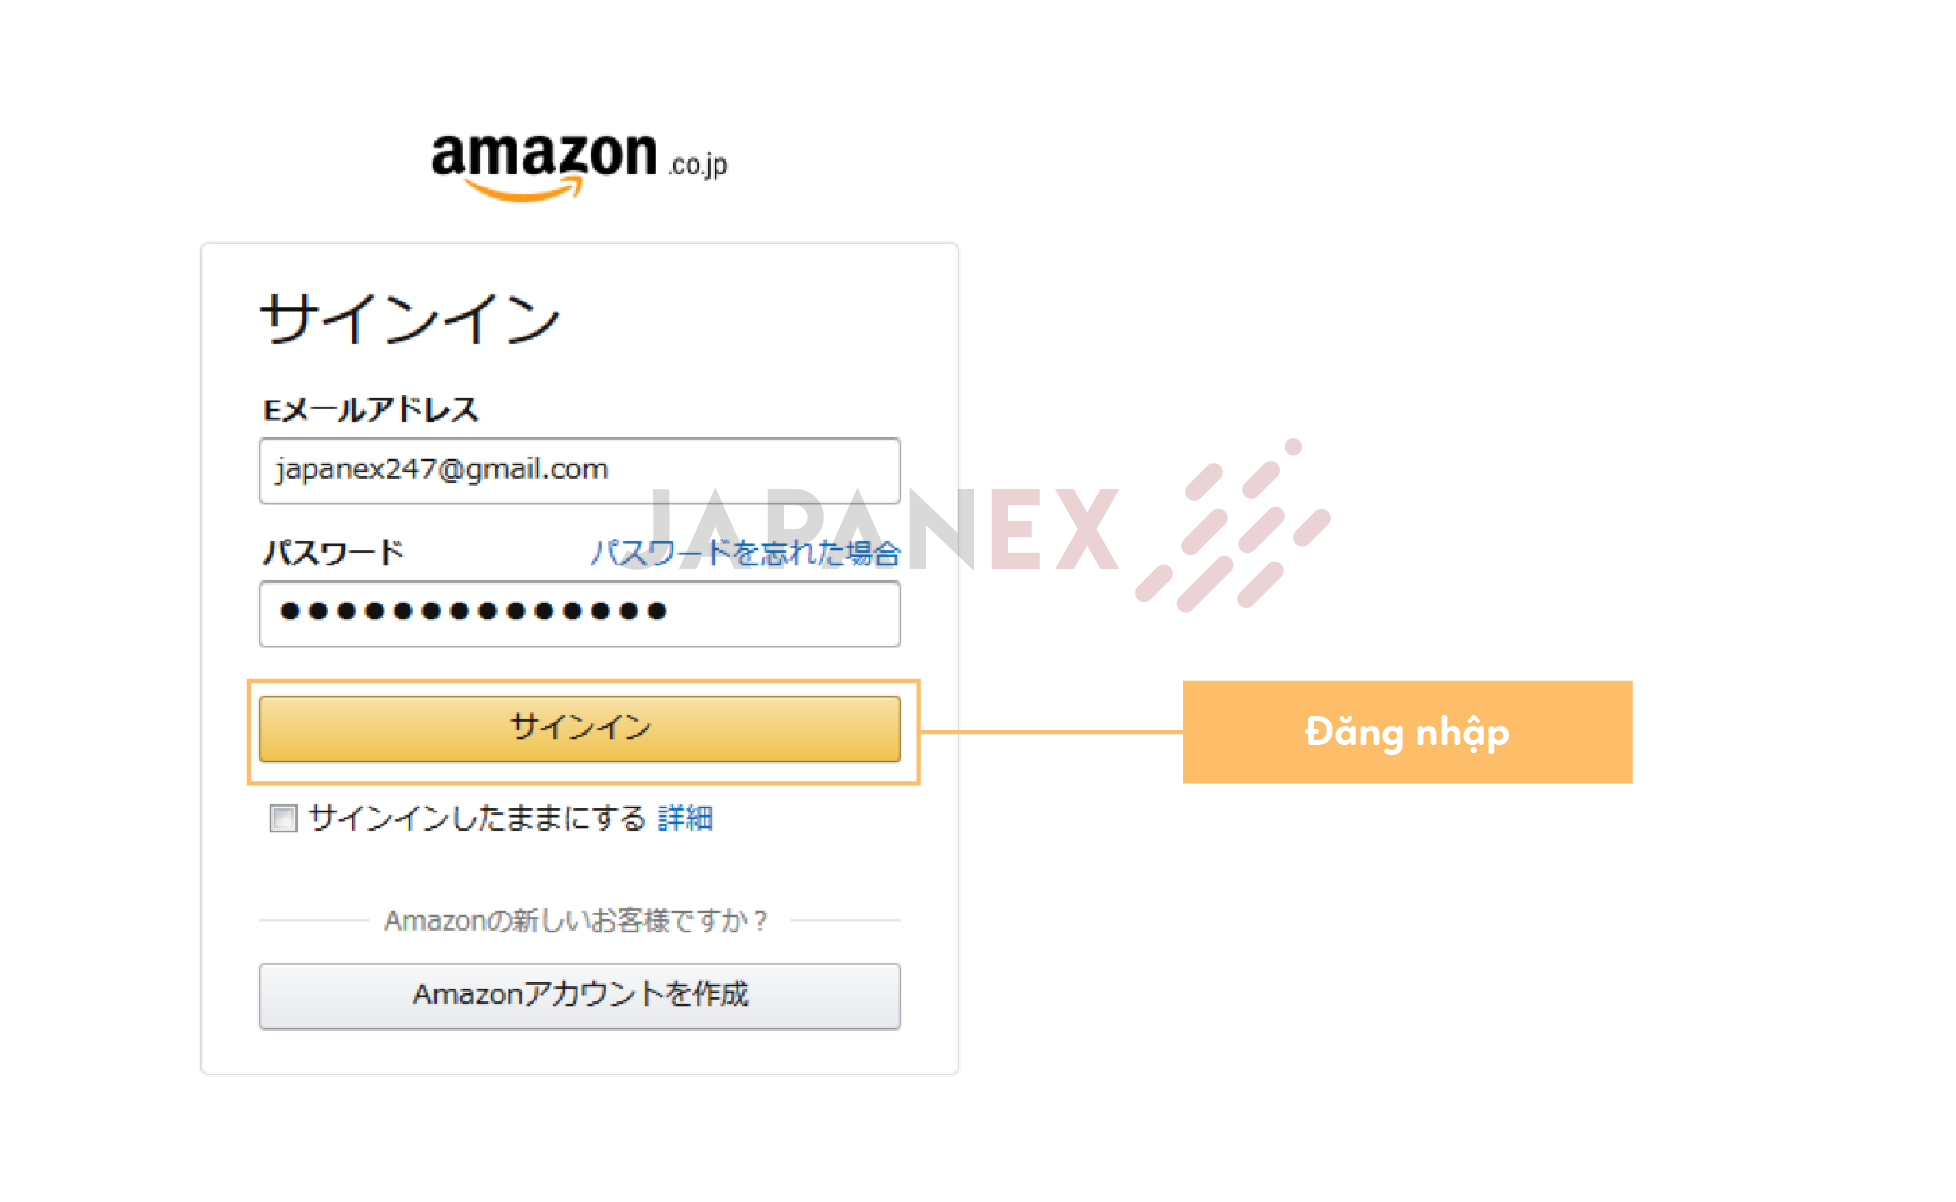 amazon.co.jp
サインイン
Eメールアドレス
japanex247@gmail.com
JAPANEX
パスワード パスワードを忘れた場合
●●●●●●●●●●●●●●
サインイン
Đăng nhập
サインインしたままにする 詳細
Amazonの新しいお客様ですか？
Amazonアカウントを作成